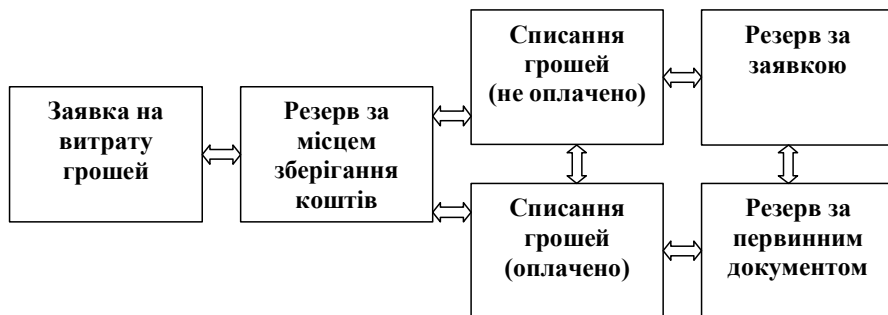 Заявка на
витрату
грошей
Резерв за
місцем
зберігання
коштів
Списання
грошей
(не оплачено)
Резерв за
заявкою
Списання
грошей
(оплачено)
Резерв за
первинним
документом